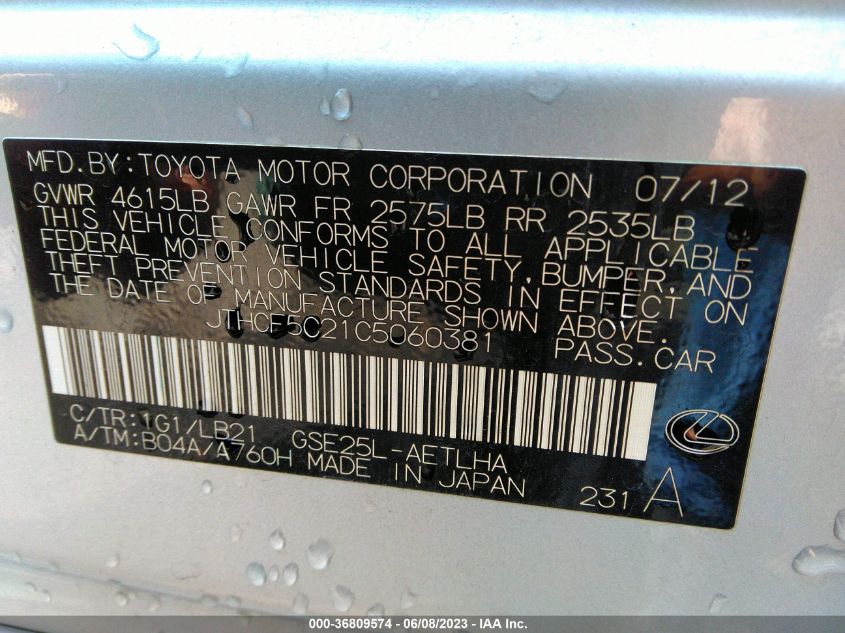 MFD.BY:TOYOTA MOTOR CORPORATION 07/12
GVWR 4615LB GAWR FR 2575LB RR 2535LB
THIS VEHICLE CONFORMS TO ALL APPLICABLE
FEDERAL MOTOR VEHICLE SAFETY,BUMPER,AND
THEFT PREVENTION STANDARDS IN EFFECT ON
THE DATE OF MANUFACTURE SHOWN ABOVE.
JTHCF5C21C5060381 PASS.CAR
C/TR:1G1/LB21 GSE25L-AETLHA
A/TM:B04A/A760H MADE IN JAPAN
231 A
000-36809574 - 06/08/2023 - IAA Inc.